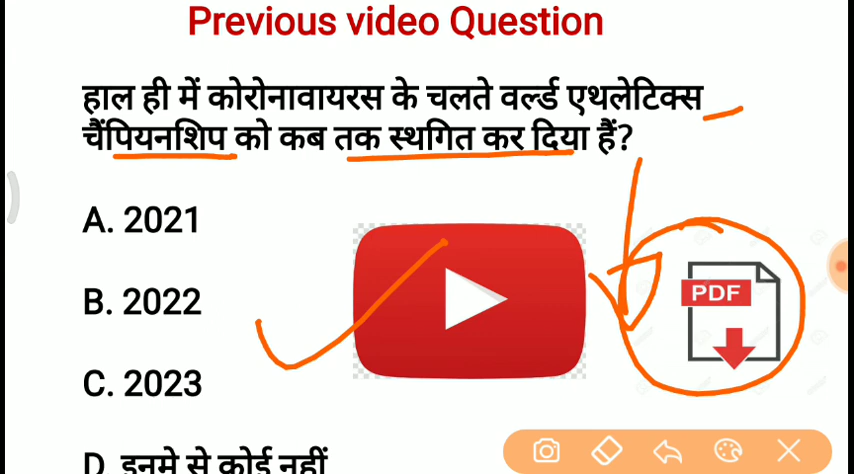 Previous video Question
हाल ही में कोरोनावायरस के चलते वर्ल्ड एथलेटिक्स
चैंपियनशिप को कब तक स्थगित कर दिया हैं?
A. 2021
B. 2022
PDF
C. 2023
D. इनमे से कोई नहीं